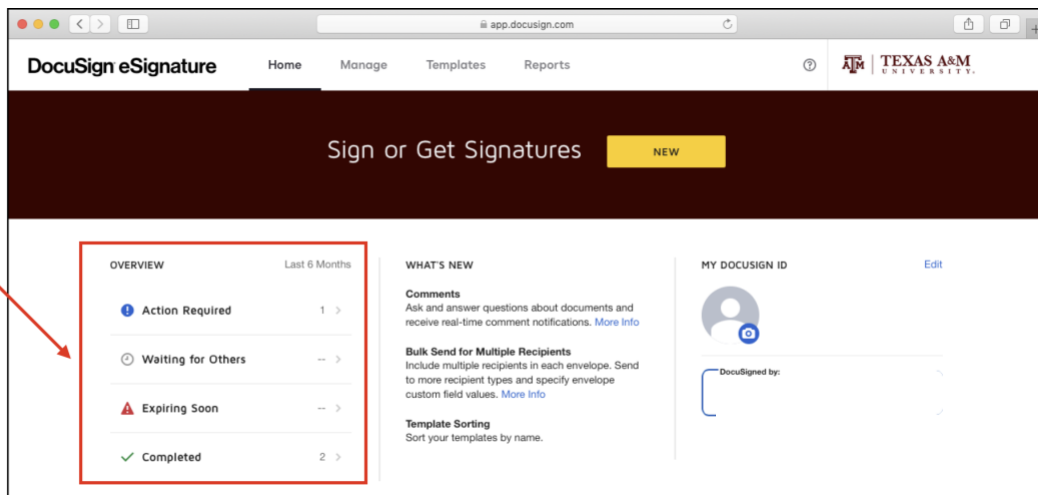 app.docusign.com
DocuSign eSignature
Home
Manage
Templates
Reports
ĀM | TEXAS A&M
UNIVERSITY.
Sign or Get Signatures
NEW
OVERVIEW
Last 6 Months
Action Required
1
Waiting for Others
--
Expiring Soon
--
Completed
2
WHAT'S NEW
Comments
Ask and answer questions about documents and
receive real-time comment notifications. More Info
Bulk Send for Multiple Recipients
Include multiple recipients in each envelope. Send
to more recipient types and specify envelope
custom field values. More Info
Template Sorting
Sort your templates by name.
MY DOCUSIGN ID
Edit
DocuSigned by: